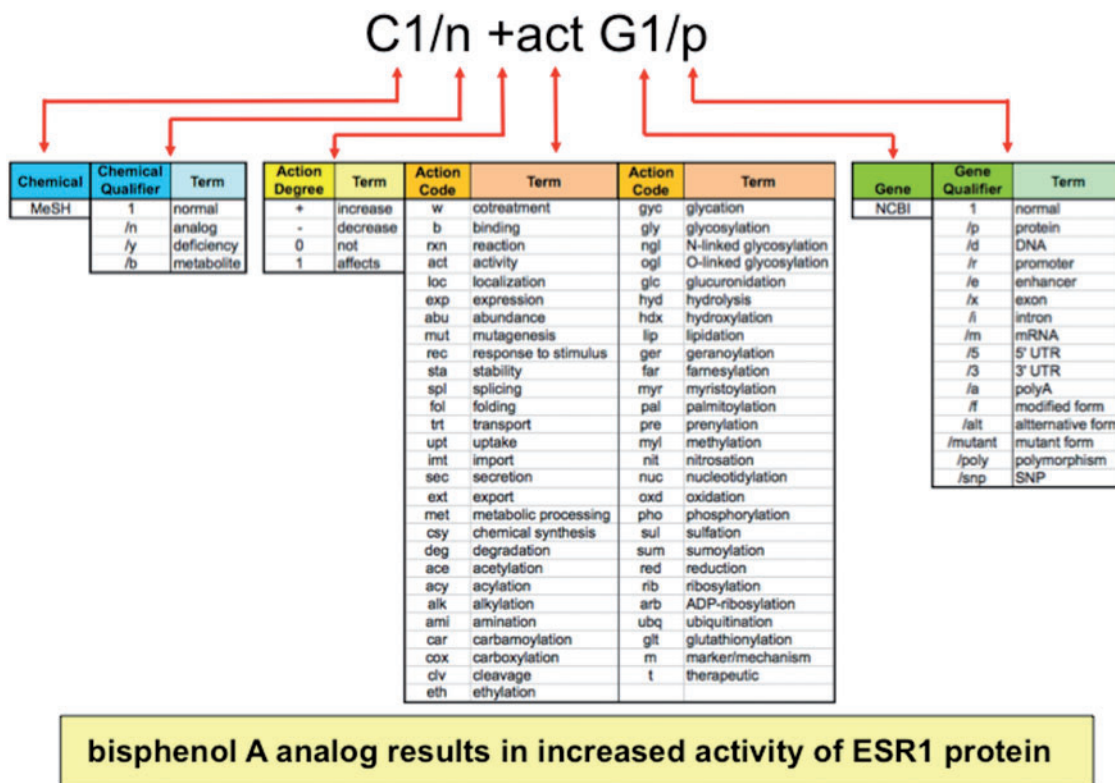 C1/n +act G1/p
Chemical Chemical Qualifier Term
MeSH 1 normal
/n analog
/y deficiency
/b metabolite
Action Degree Term Action Code Term Action Code Term
+ increase w cotreatment gyc glycation
- decrease b binding gly glycosylation
0 not rxn reaction ngl N-linked glycosylation
1 affects act activity ogl O-linked glycosylation
loc localization glc glucuronidation
exp expression hyd hydrolysis
abu abundance hdx hydroxylation
mut mutagenesis lip lipidation
rec response to stimulus ger geranoylation
sta stability far farnesylation
spl splicing myr myristoylation
fol folding pal palmitoylation
trt transport pre prenylation
upt uptake myl methylation
imt import nit nitrosation
sec secretion nuc nucleotidylation
ext export oxd oxidation
met metabolic processing pho phosphorylation
csy chemical synthesis sul sulfation
deg degradation sum sumoylation
ace acetylation red reduction
acy acylation rib ribosylation
alk alkylation arb ADP-ribosylation
ami amination ubq ubiquitination
car carbamoylation glt glutathionylation
cox carboxylation m marker/mechanism
clv cleavage t therapeutic
eth ethylation
Gene Gene Qualifier Term
NCBI 1 normal
/p protein
/d DNA
/r promoter
/e enhancer
/x exon
/i intron
/m mRNA
/5 5' UTR
/3 3' UTR
/a polyA
/f modified form
/alt altternative form
/mutant mutant form
/poly polymorphism
/snp SNP
bisphenol A analog results in increased activity of ESR1 protein